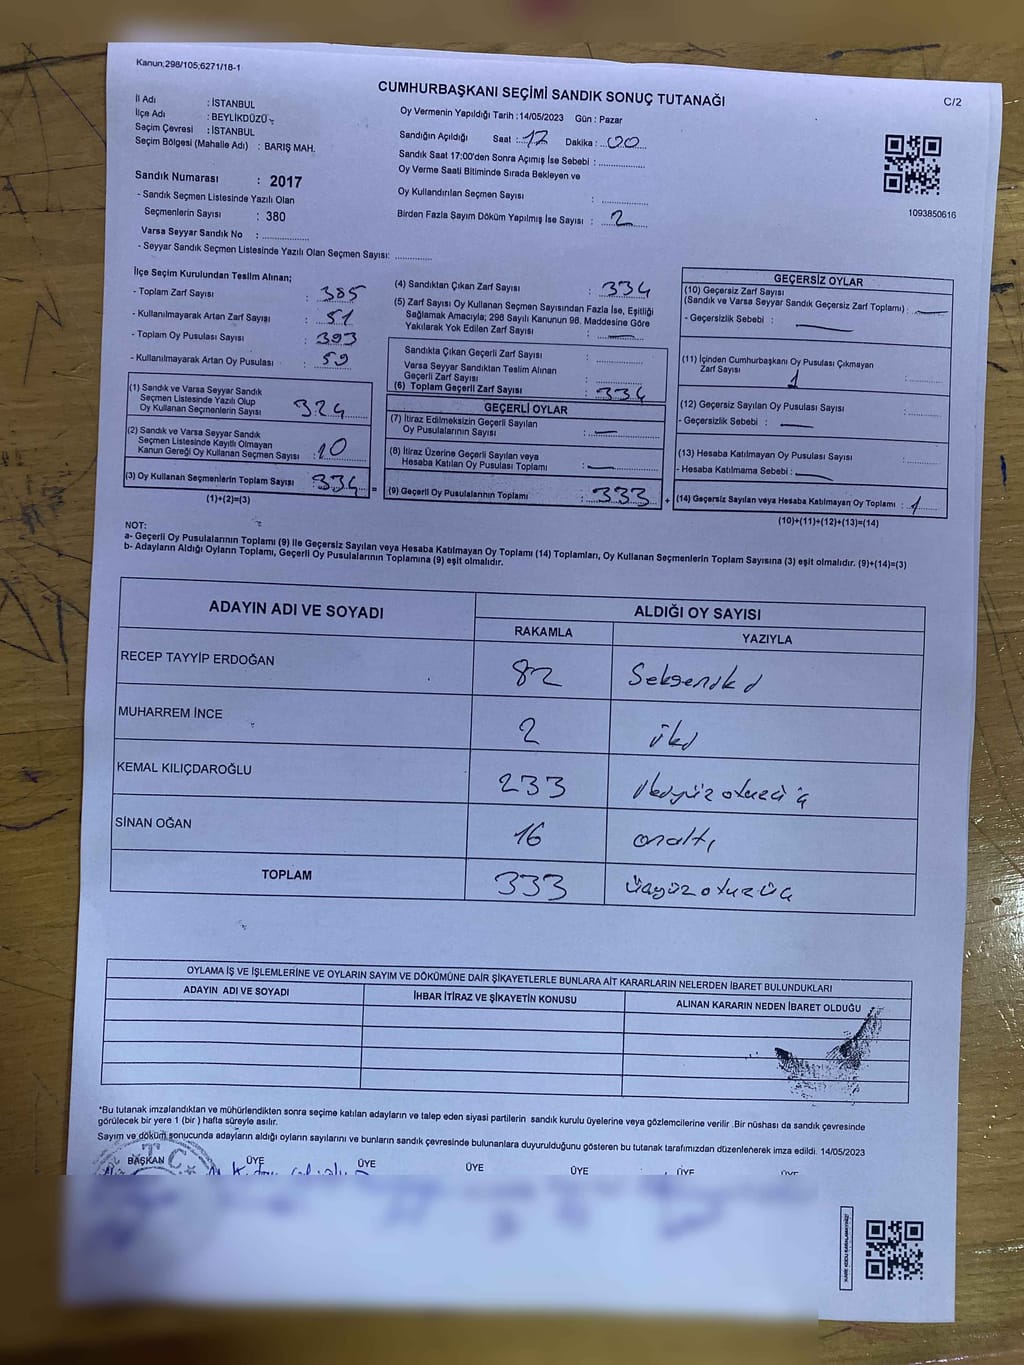 Kanun;298/105;6271/18-1
CUMHURBAŞKANI SEÇİMİ SANDIK SONUÇ TUTANAĞI
C/2
İl Adı : İSTANBUL
İlçe Adı : BEYLİKDÜZÜ
Seçim Çevresi : İSTANBUL
Seçim Bölgesi (Mahalle Adı) : BARIŞ MAH.
Sandık Numarası : 2017
- Sandık Seçmen Listesinde Yazılı Olan
Seçmenlerin Sayısı : 380
Varsa Seyyar Sandık No : ..............
- Seyyar Sandık Seçmen Listesinde Yazılı Olan Seçmen Sayısı: ............
Oy Vermenin Yapıldığı Tarih :14/05/2023 Gün : Pazar
Sandığın Açıldığı Saat : 17 Dakika : 00
Sandık Saat 17:00'den Sonra Açımış İse Sebebi : ..............
Oy Verme Saati Bitiminde Sırada Bekleyen ve
Oy Kullandırılan Seçmen Sayısı : ..............
Birden Fazla Sayım Döküm Yapılmış İse Sayısı : 2
1093850616
İlçe Seçim Kurulundan Teslim Alınan;
- Toplam Zarf Sayısı : 385
- Kullanılmayarak Artan Zarf Sayısı : 51
- Toplam Oy Pusulası Sayısı : 393
- Kullanılmayarak Artan Oy Pusulası : 59
(1) Sandık ve Varsa Seyyar Sandık
Seçmen Listesinde Yazılı Olup
Oy Kullanan Seçmenlerin Sayısı 324
(2) Sandık ve Varsa Seyyar Sandık
Seçmen Listesinde Kayıtlı Olmayan
Kanun Gereği Oy Kullanan Seçmen Sayısı : 10
(3) Oy Kullanan Seçmenlerin Toplam Sayısı : 334 =
(1)+(2)=(3)
(4) Sandıktan Çıkan Zarf Sayısı : 334
(5) Zarf Sayısı Oy Kullanan Seçmen Sayısından Fazla İse, Eşitliği
Sağlamak Amacıyla; 298 Sayılı Kanunun 98. Maddesine Göre
Yakılarak Yok Edilen Zarf Sayısı : —
Sandıkta Çıkan Geçerli Zarf Sayısı : ..............
Varsa Seyyar Sandıktan Teslim Alınan
Geçerli Zarf Sayısı : ..............
(6) Toplam Geçerli Zarf Sayısı : 334
GEÇERLİ OYLAR
(7) İtiraz Edilmeksizin Geçerli Sayılan
Oy Pusulalarının Sayısı : —
(8) İtiraz Üzerine Geçerli Sayılan veya
Hesaba Katılan Oy Pusulası Toplamı : —
(9) Geçerli Oy Pusulalarının Toplamı : 333 +
GEÇERSİZ OYLAR
(10) Geçersiz Zarf Sayısı
(Sandık ve Varsa Seyyar Sandık Geçersiz Zarf Toplamı) : —
- Geçersizlik Sebebi : —
(11) İçinden Cumhurbaşkanı Oy Pusulası Çıkmayan
Zarf Sayısı 1 : ..........
(12) Geçersiz Sayılan Oy Pusulası Sayısı : ..........
- Geçersizlik Sebebi : —
(13) Hesaba Katılmayan Oy Pusulası Sayısı : ..........
- Hesaba Katılmama Sebebi : —
(14) Geçersiz Sayılan veya Hesaba Katılmayan Oy Toplamı : 1
(10)+(11)+(12)+(13)=(14)
NOT:
a- Geçerli Oy Pusulalarının Toplamı (9) İle Geçersiz Sayılan veya Hesaba Katılmayan Oy Toplamı (14) Toplamları, Oy Kullanan Seçmenlerin Toplam Sayısına (3) eşit olmalıdır. (9)+(14)=(3)
b- Adayların Aldığı Oyların Toplamı, Geçerli Oy Pusulalarının Toplamına (9) eşit olmalıdır.
ADAYIN ADI VE SOYADI ALDIĞI OY SAYISI
RAKAMLA YAZIYLA
RECEP TAYYİP ERDOĞAN 82 Sekseniki
MUHARREM İNCE 2 iki
KEMAL KILIÇDAROĞLU 233 ikiyüzotuzüç
SİNAN OĞAN 16 onaltı
TOPLAM 333 üçyüzotuzüç
OYLAMA İŞ VE İŞLEMLERİNE VE OYLARIN SAYIM VE DÖKÜMÜNE DAİR ŞİKAYETLERLE BUNLARA AİT KARARLARIN NELERDEN İBARET BULUNDUKLARI
ADAYIN ADI VE SOYADI İHBAR İTİRAZ VE ŞİKAYETİN KONUSU ALINAN KARARIN NEDEN İBARET OLDUĞU
*Bu tutanak imzalandıktan ve mühürlendikten sonra seçime katılan adayların ve talep eden siyasi partilerin sandık kurulu üyelerine veya gözlemcilerine verilir .Bir nüshası da sandık çevresinde
görülecek bir yere 1 (bir ) hafta süreyle asılır.
Sayım ve döküm sonucunda adayların aldığı oyların sayılarını ve bunların sandık çevresinde bulunanlara duyurulduğunu gösteren bu tutanak tarafımızdan düzenlenerek imza edildi. 14/05/2023
T.C.
BAŞKAN ÜYE ÜYE ÜYE ÜYE ÜYE ÜYE